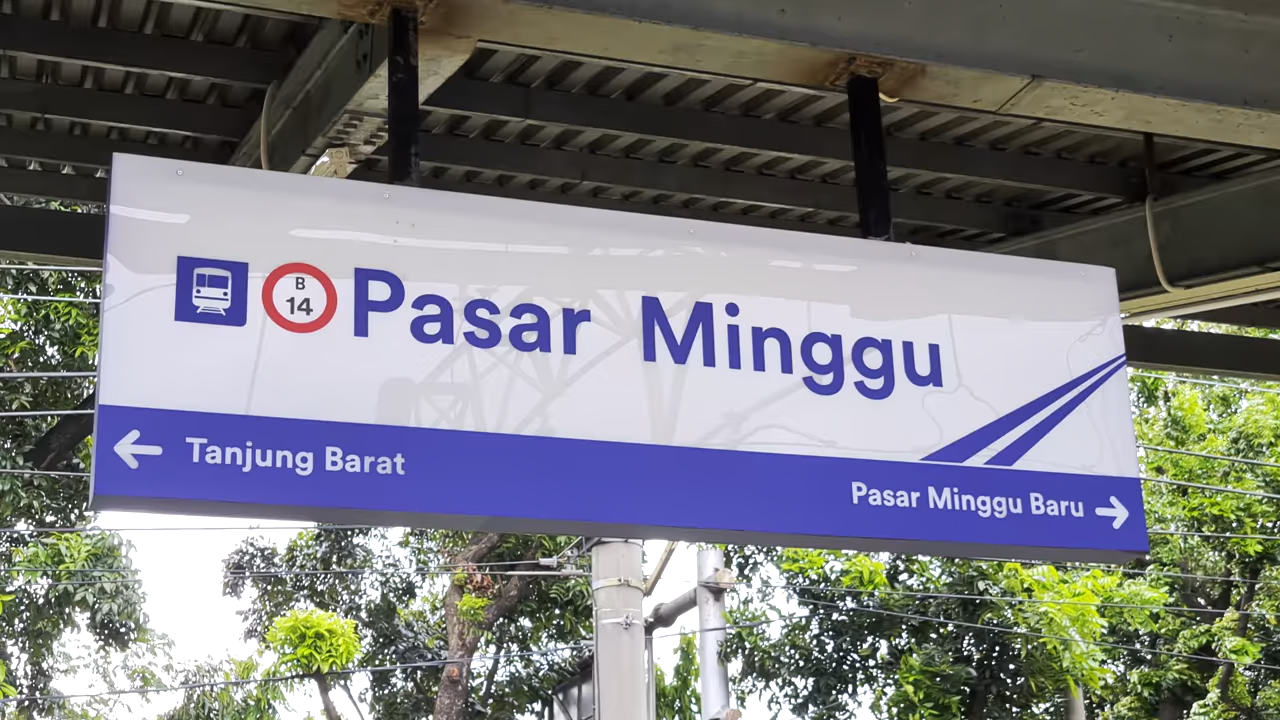 B
14
Pasar Minggu
← Tanjung Barat
Pasar Minggu Baru →